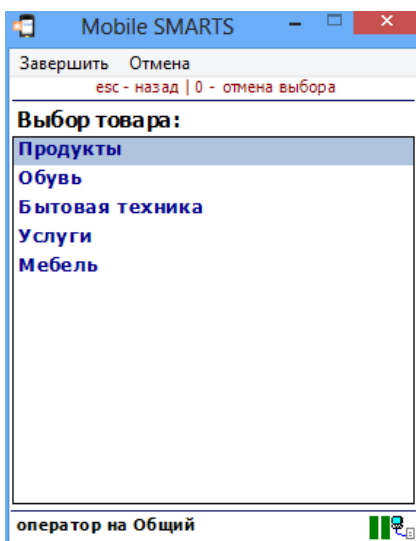 Mobile SMARTS
Завершить Отмена
esc - назад | 0 - отмена выбора
Выбор товара:
Продукты
Обувь
Бытовая техника
Услуги
Мебель
оператор на Общий